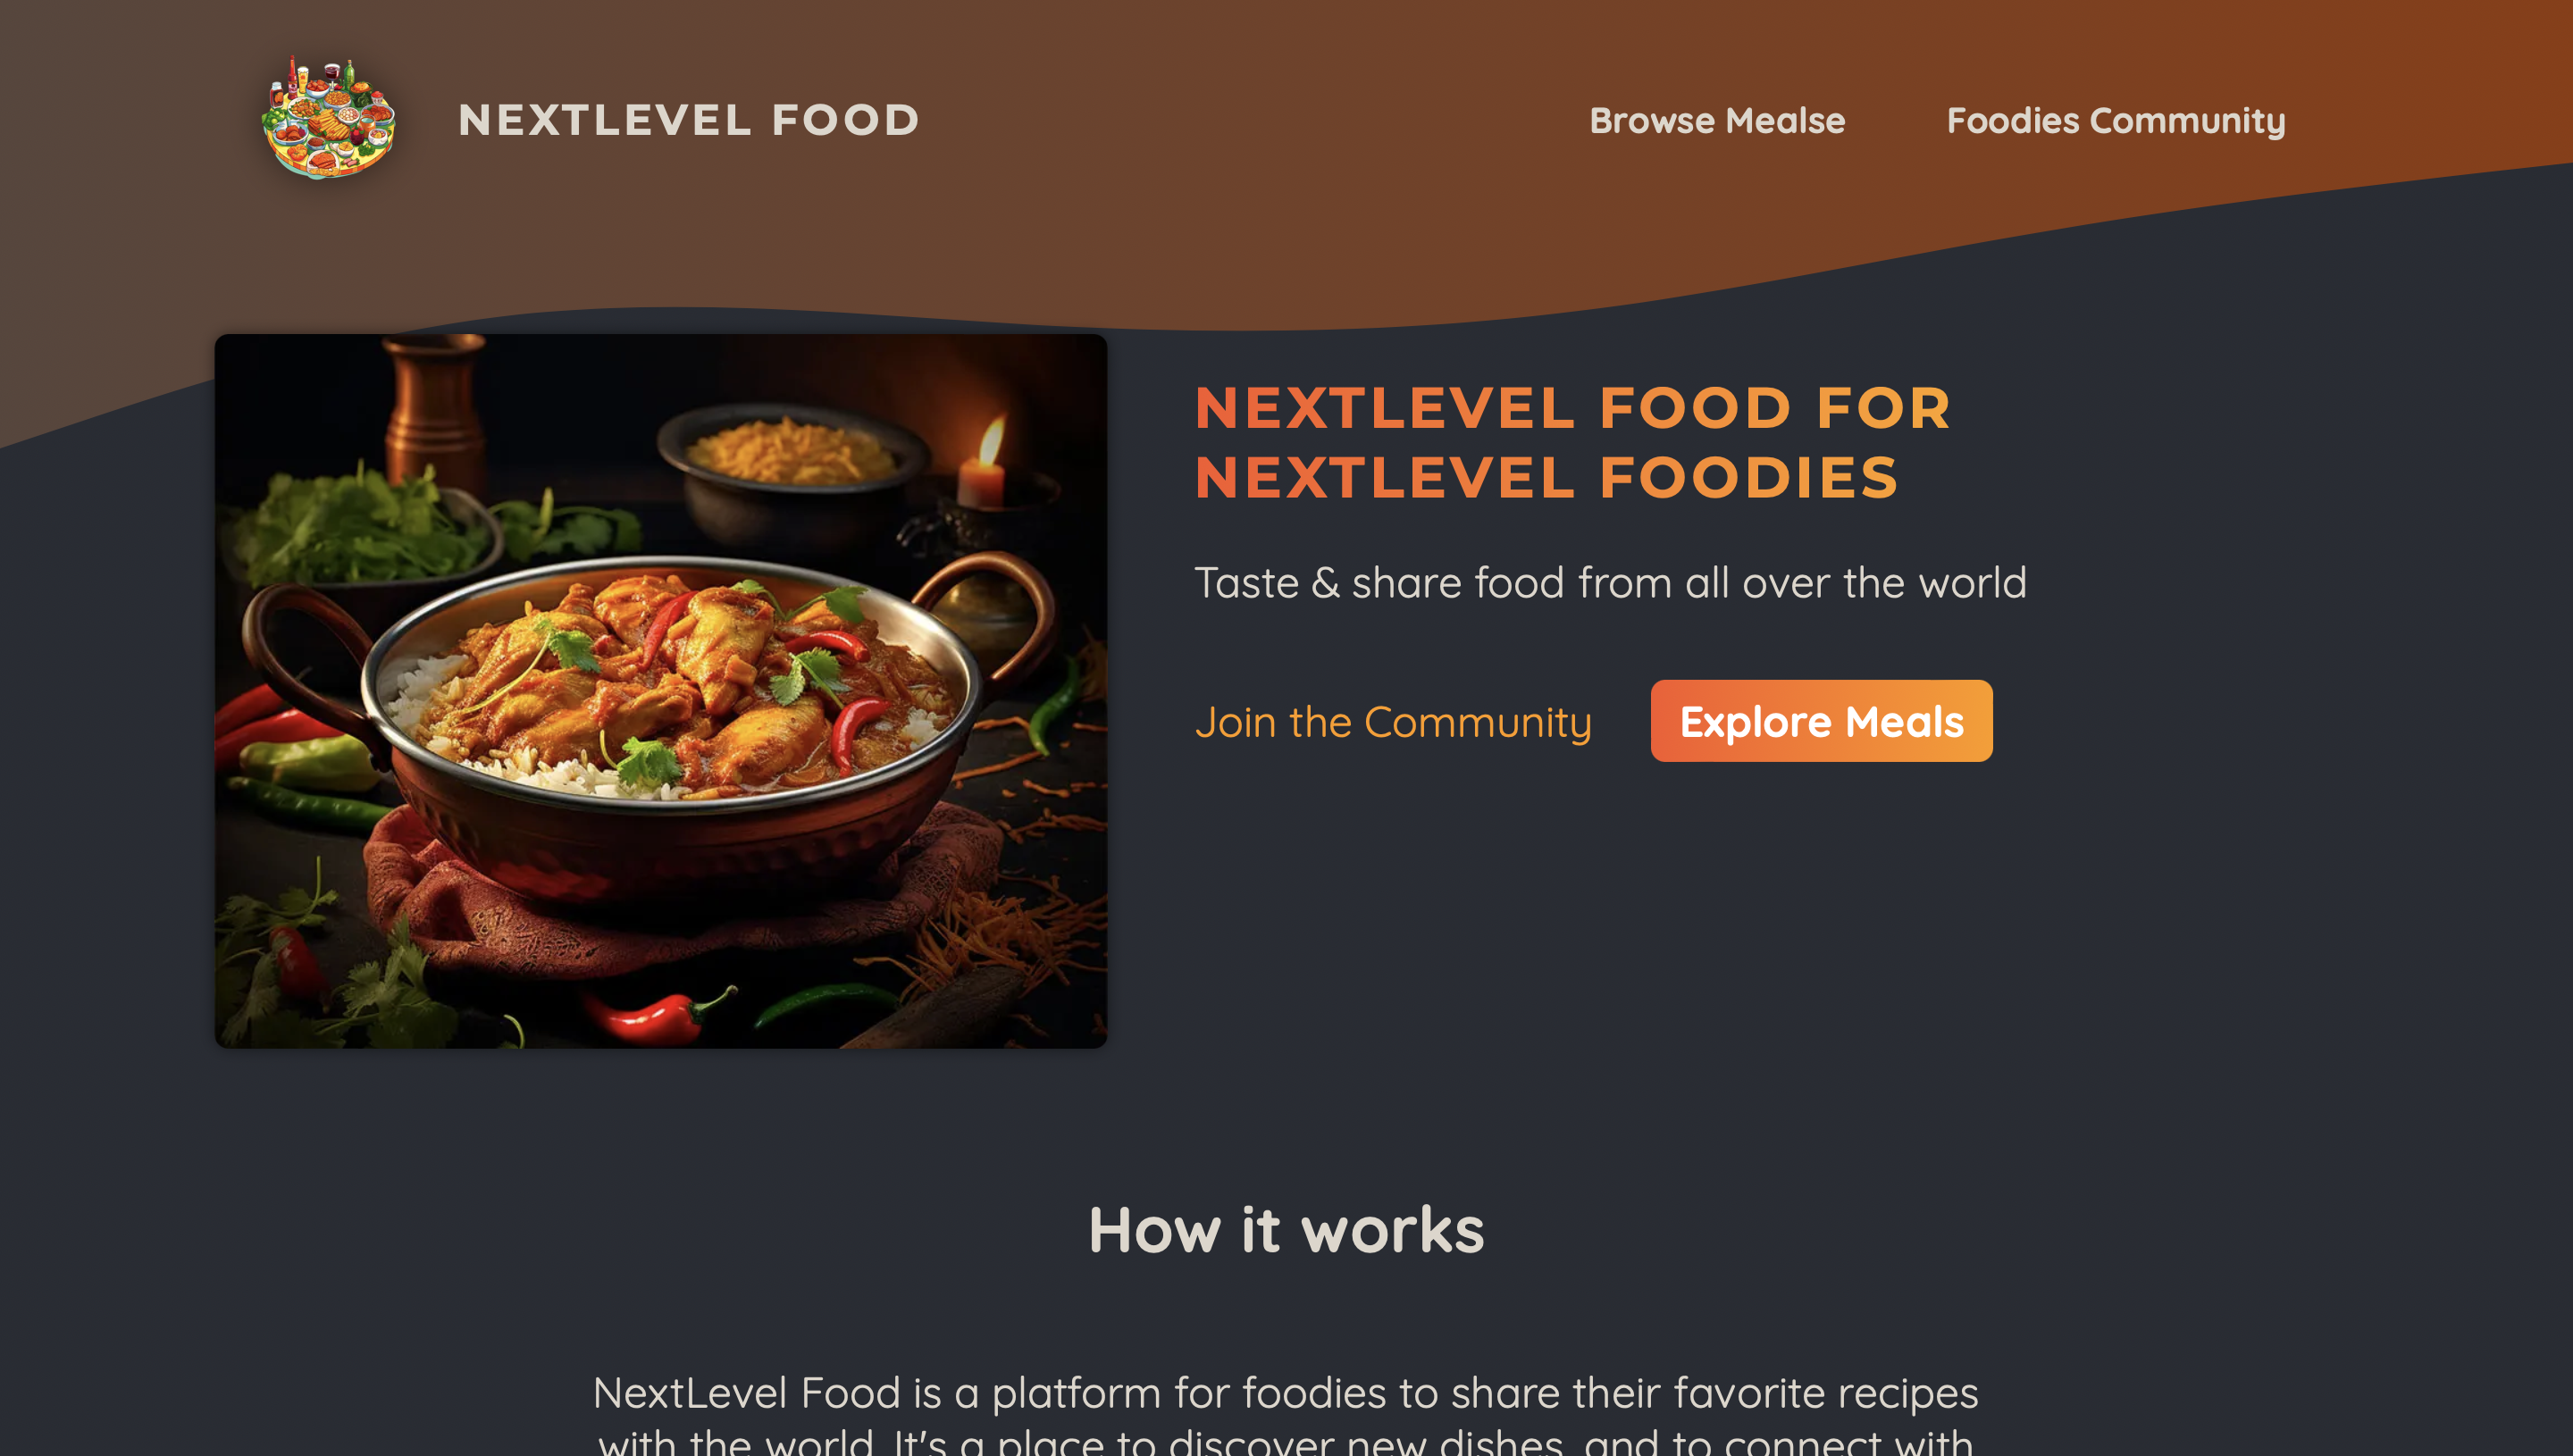 NEXTLEVEL FOOD
Browse Mealse
Foodies Community
NEXTLEVEL FOOD FOR
NEXTLEVEL FOODIES
Taste & share food from all over the world
Join the Community
Explore Meals
How it works
NextLevel Food is a platform for foodies to share their favorite recipes
with the world. It's a place to discover new dishes, and to connect with